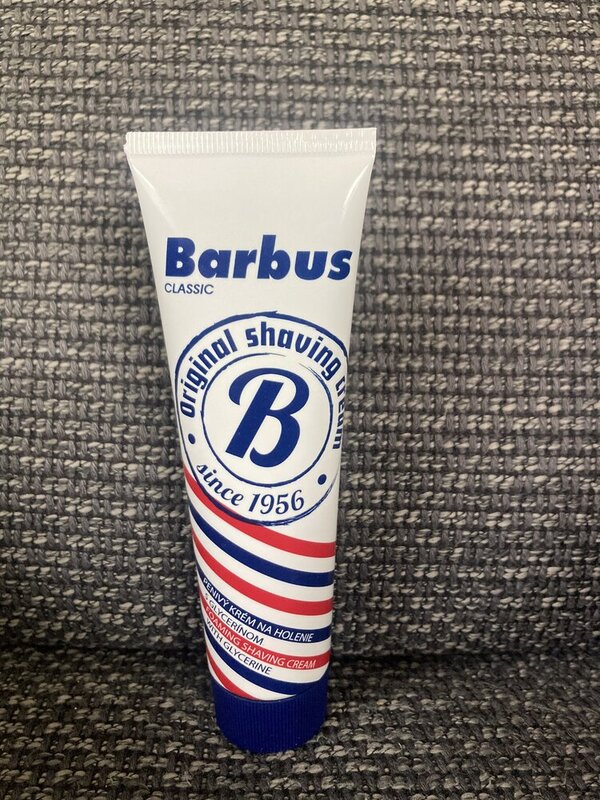 Barbus
CLASSIC
Original shaving cream
B
since 1956
PENIVÝ KRÉM NA HOLENIE
S GLYCERÍNOM
FOAMING SHAVING CREAM
WITH GLYCERINE